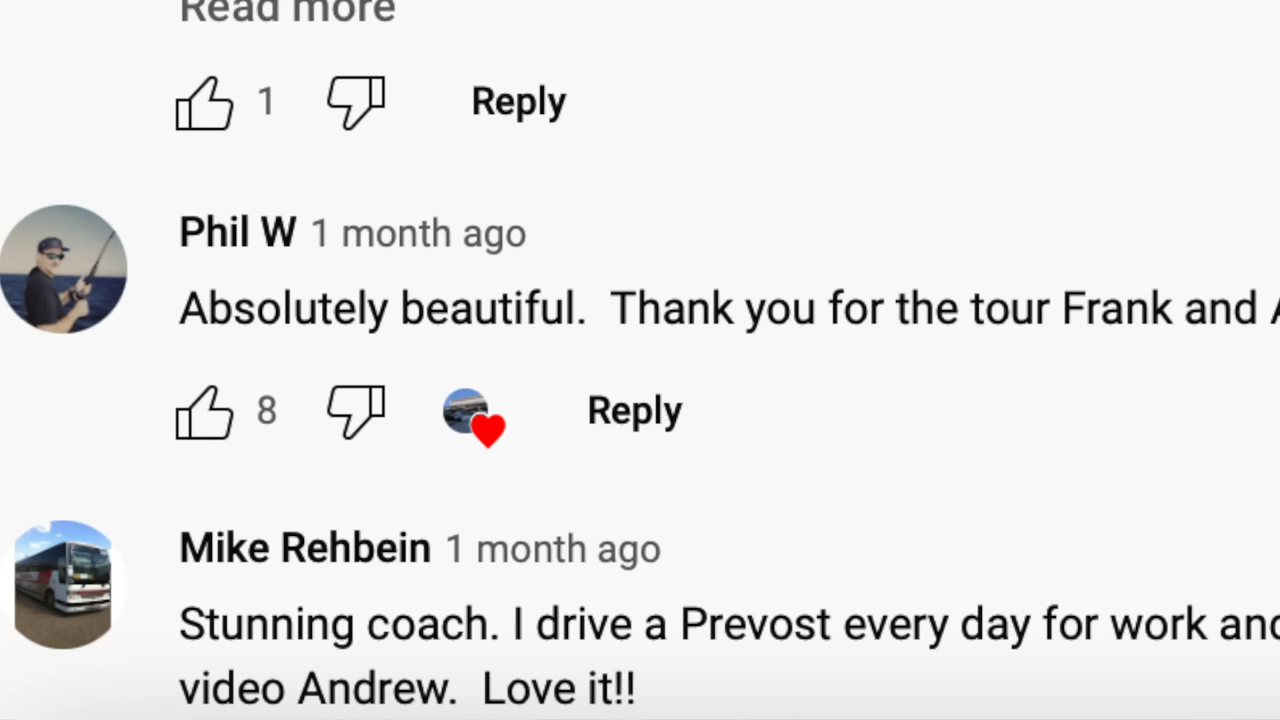 Read more
1 Reply
Phil W 1 month ago
Absolutely beautiful.  Thank you for the tour Frank and
8 Reply
Mike Rehbein 1 month ago
Stunning coach. I drive a Prevost every day for work and
video Andrew.  Love it!!